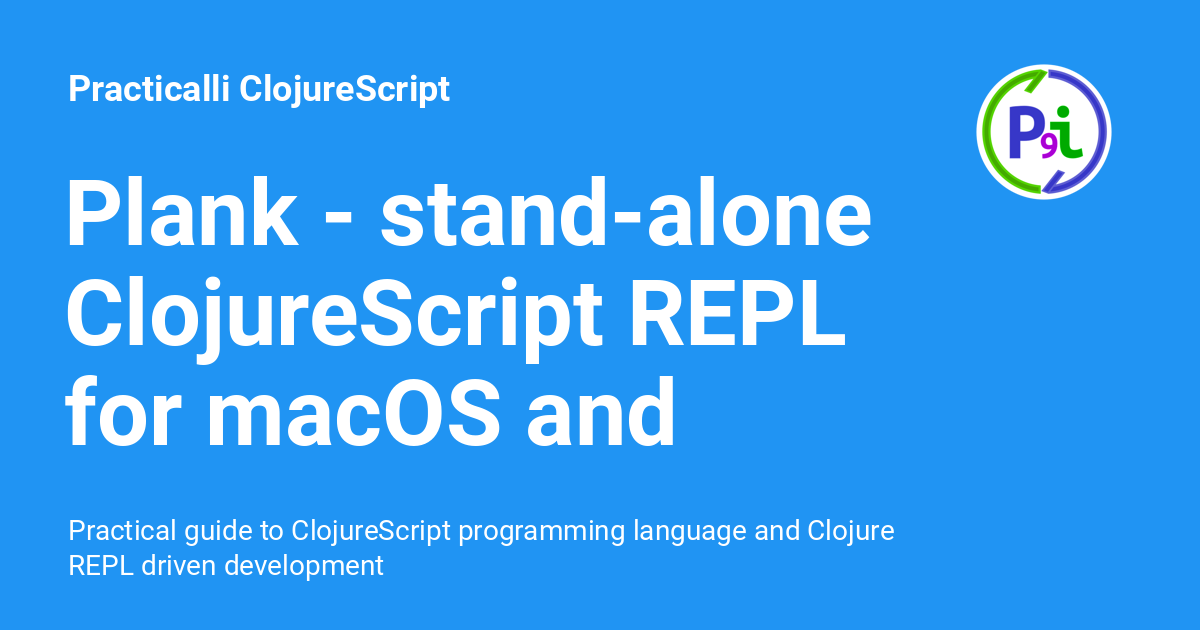 Practicalli ClojureScript
P9i
Plank - stand-alone
ClojureScript REPL
for macOS and
Practical guide to ClojureScript programming language and Clojure
REPL driven development